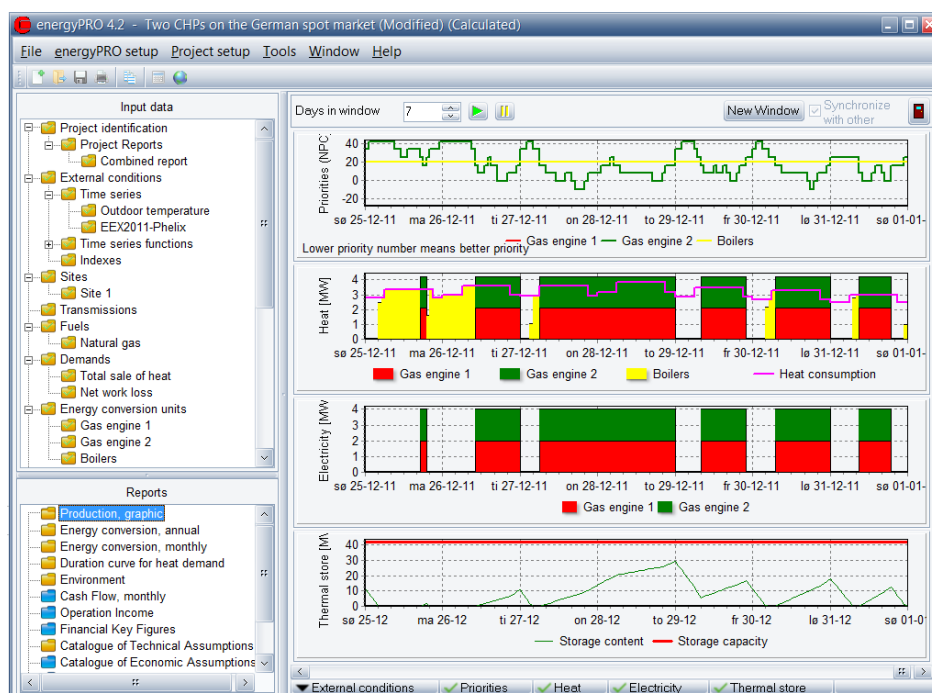 energyPRO 4.2 - Two CHPs on the German spot market (Modified) (Calculated)
File energyPRO setup Project setup Tools Window Help
Input data
Project identification
Project Reports
Combined report
External conditions
Time series
Outdoor temperature
EEX2011-Phelix
Time series functions
Indexes
Sites
Site 1
Transmissions
Fuels
Natural gas
Demands
Total sale of heat
Net work loss
Energy conversion units
Gas engine 1
Gas engine 2
Boilers
Reports
Production, graphic
Energy conversion, annual
Energy conversion, monthly
Duration curve for heat demand
Environment
Cash Flow, monthly
Operation Income
Financial Key Figures
Catalogue of Technical Assumptions
Catalogue of Economic Assumptions
Days in window 7 New Window Synchronize
with other
Priorities (NPC
40
20
0
-20
sø 25-12-11 ma 26-12-11 ti 27-12-11 on 28-12-11 to 29-12-11 fr 30-12-11 lø 31-12-11 sø 01-01-
Gas engine 1 Gas engine 2 Boilers
Lower priority number means better priority
Heat [MW]
4
3
2
1
0
sø 25-12-11 ma 26-12-11 ti 27-12-11 on 28-12-11 to 29-12-11 fr 30-12-11 lø 31-12-11 sø 01-01-
Gas engine 1 Gas engine 2 Boilers Heat consumption
Electricity [MW
4
3
2
1
0
sø 25-12-11 ma 26-12-11 ti 27-12-11 on 28-12-11 to 29-12-11 fr 30-12-11 lø 31-12-11 sø 01-01-
Gas engine 1 Gas engine 2
Thermal store [M
40
30
20
10
0
sø 25-12 ma 26-12 ti 27-12 on 28-12 to 29-12 fr 30-12 lø 31-12 sø 01-0
Storage content Storage capacity
External conditions Priorities Heat Electricity Thermal store